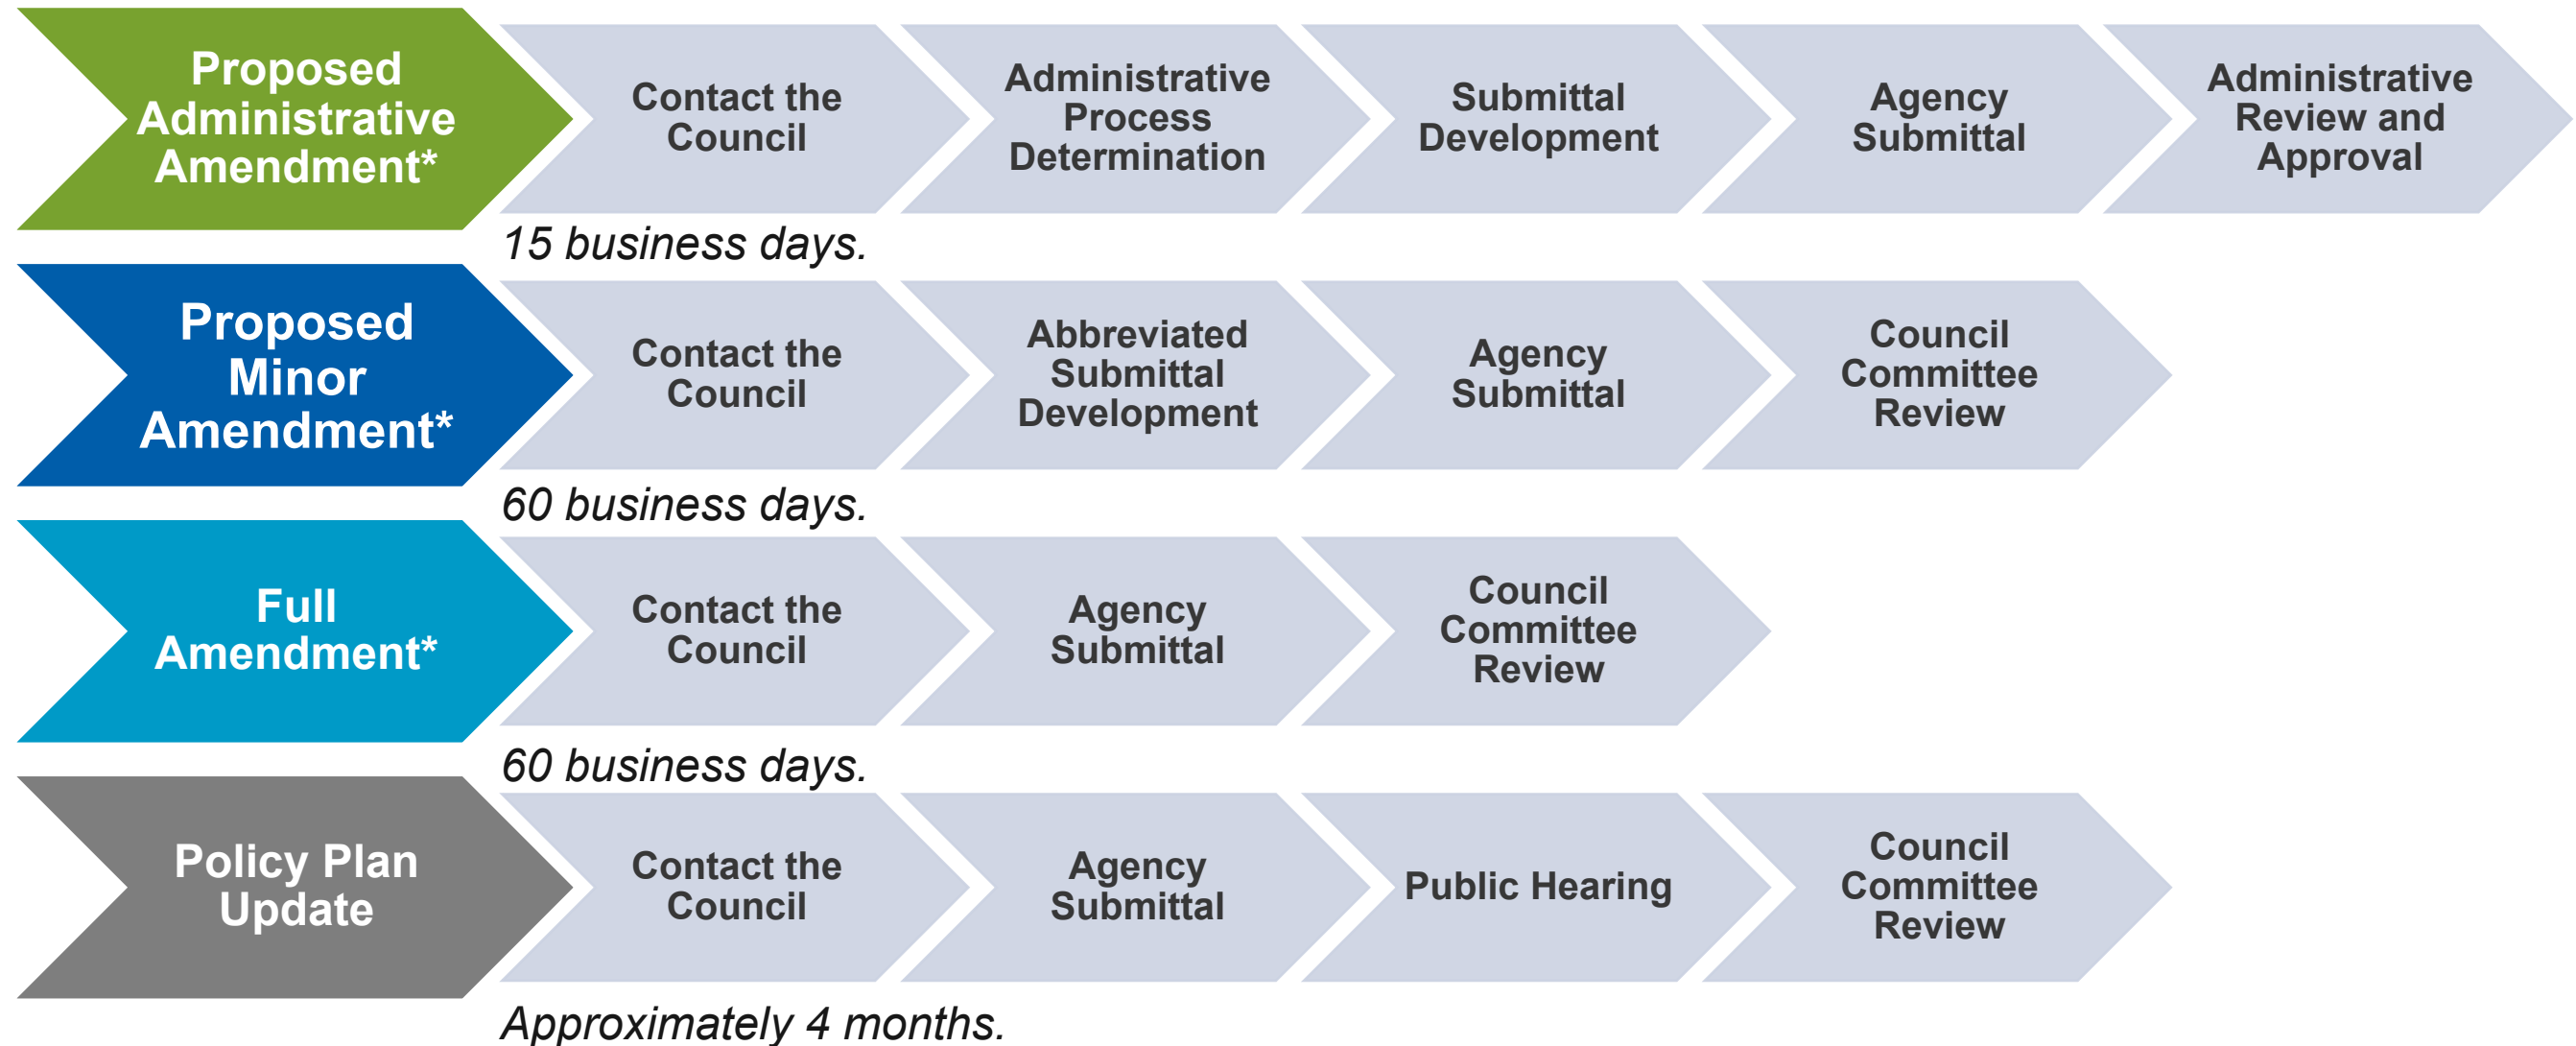 Proposed
Administrative
Amendment*
Contact the
Council
Administrative
Process
Determination
Submittal
Development
Agency
Submittal
Administrative
Review and
Approval
15 business days.
Proposed
Minor
Amendment*
Contact the
Council
Abbreviated
Submittal
Development
Agency
Submittal
Council
Committee
Review
60 business days.
Full
Amendment*
Contact the
Council
Agency
Submittal
Council
Committee
Review
60 business days.
Policy Plan
Update
Contact the
Council
Agency
Submittal
Public Hearing
Council
Committee
Review
Approximately 4 months.